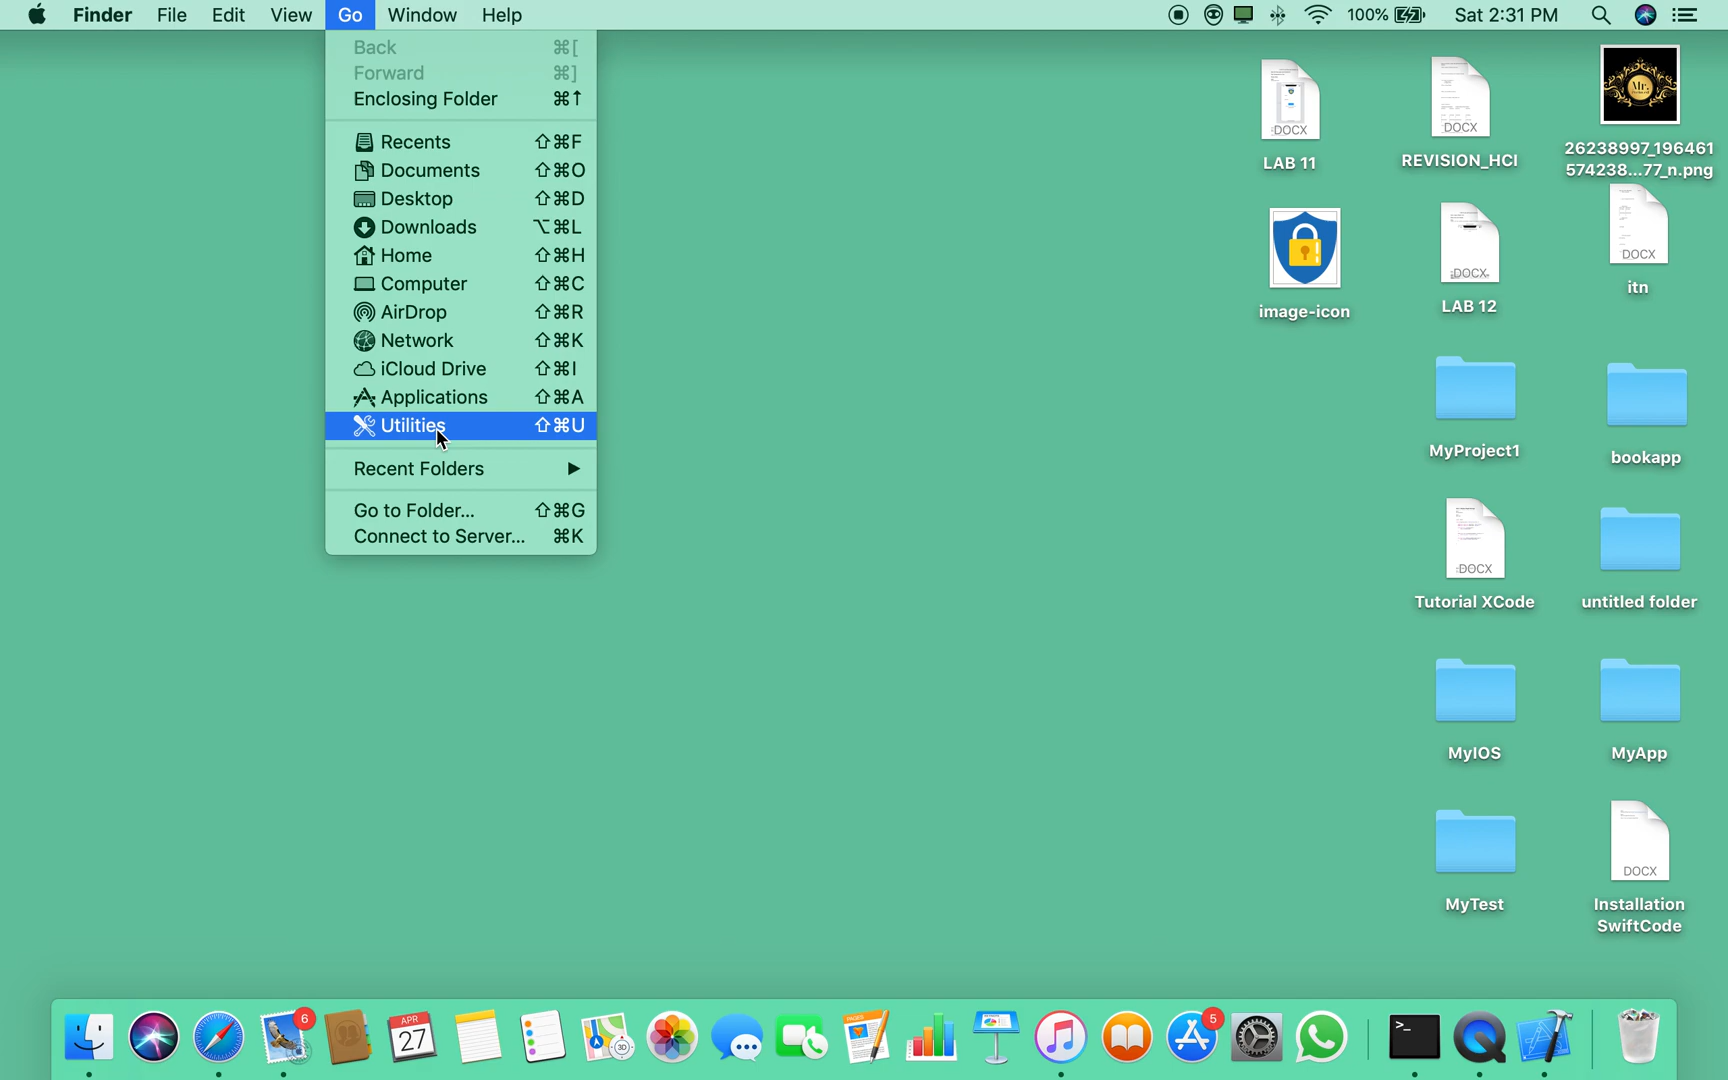 Finder File Edit View Go Window Help 100% Sat 2:31 PM
Back ⌘[
Forward ⌘]
Enclosing Folder ⌘↑
Recents ⇧⌘F
Documents ⇧⌘O
Desktop ⇧⌘D
Downloads ⌥⌘L
Home ⇧⌘H
Computer ⇧⌘C
AirDrop ⇧⌘R
Network ⇧⌘K
iCloud Drive ⇧⌘I
Applications ⇧⌘A
Utilities ⇧⌘U
Recent Folders ▶
Go to Folder... ⇧⌘G
Connect to Server... ⌘K
DOCX
LAB 11
DOCX
REVISION_HCI
Mr.
26238997_196461
574238...77_n.png
image-icon
DOCX
LAB 12
DOCX
itn
MyProject1
bookapp
DOCX
Tutorial XCode
untitled folder
MyIOS
MyApp
MyTest
DOCX
Installation
SwiftCode
6
APR
27
3D
PAGES
5
>_